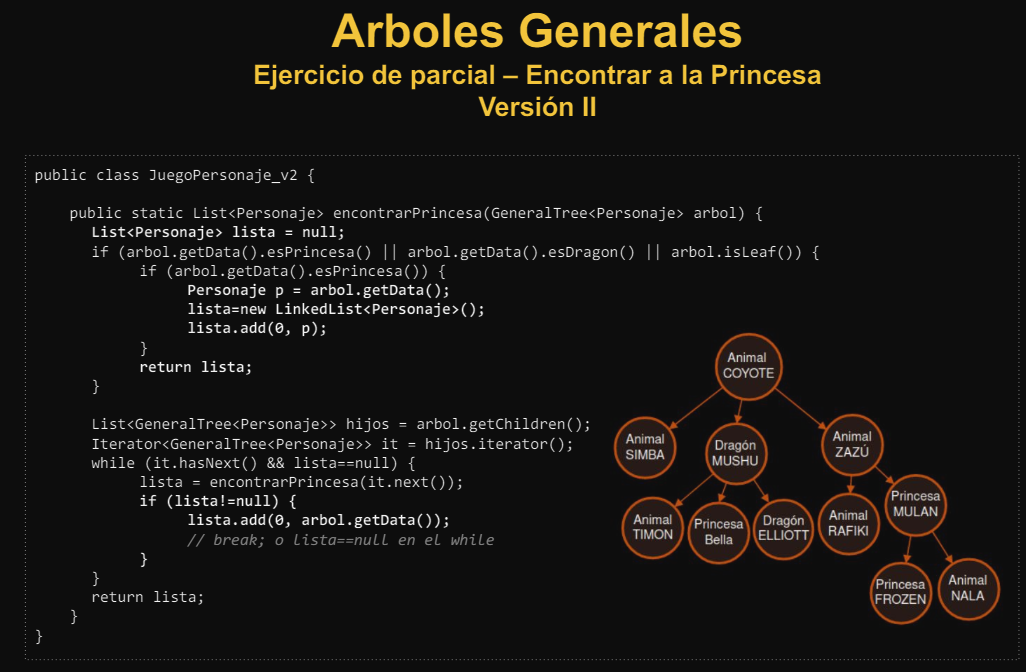 Arboles Generales
Ejercicio de parcial – Encontrar a la Princesa
Versión II
public class JuegoPersonaje_v2 {
public static List<Personaje> encontrarPrincesa(GeneralTree<Personaje> arbol) {
List<Personaje> lista = null;
if (arbol.getData().esPrincesa() || arbol.getData().esDragon() || arbol.isLeaf()) {
if (arbol.getData().esPrincesa()) {
Personaje p = arbol.getData();
lista=new LinkedList<Personaje>();
lista.add(0, p);
}
return lista;
}
List<GeneralTree<Personaje>> hijos = arbol.getChildren();
Iterator<GeneralTree<Personaje>> it = hijos.iterator();
while (it.hasNext() && lista==null) {
lista = encontrarPrincesa(it.next());
if (lista!=null) {
lista.add(0, arbol.getData());
// break; o lista==null en el while
}
}
return lista;
}
}
Animal
COYOTE
Animal
SIMBA
Dragón
MUSHU
Animal
ZAZÚ
Animal
TIMON
Princesa
Bella
Dragón
ELLIOTT
Animal
RAFIKI
Princesa
MULAN
Princesa
FROZEN
Animal
NALA